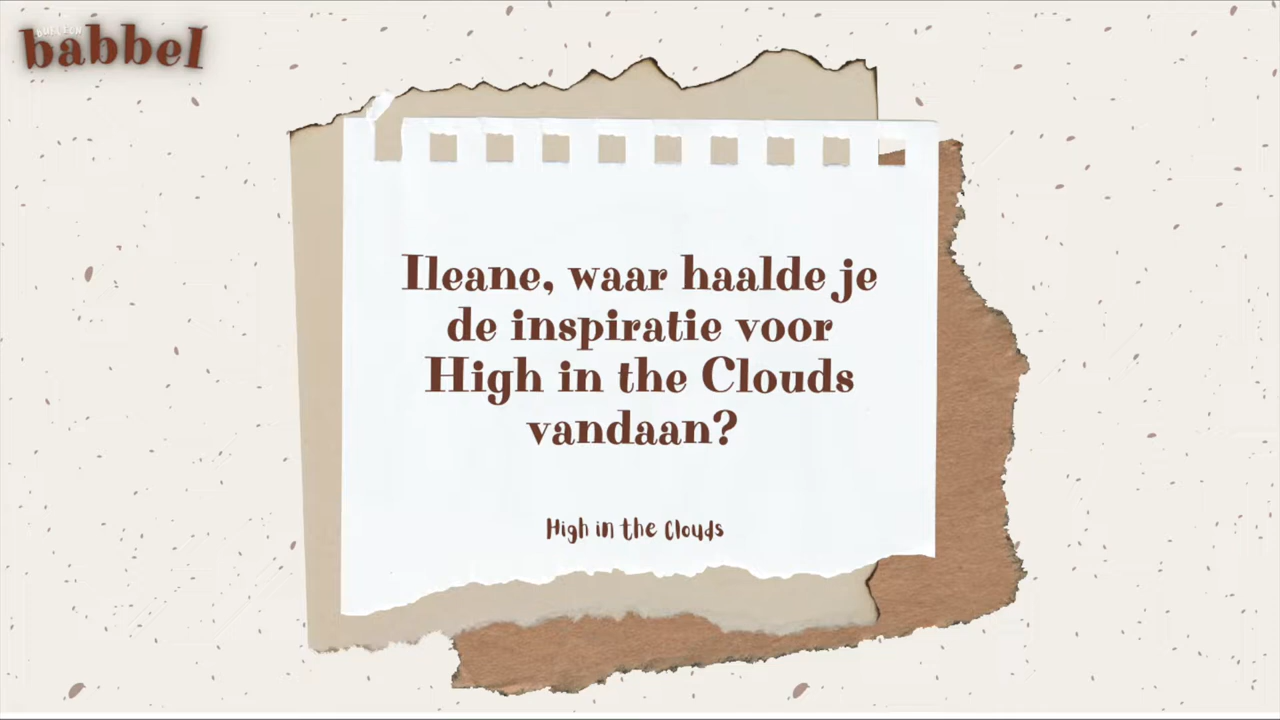 babbel
Ileane, waar haalde je
de inspiratie voor
High in the Clouds
vandaan?
High in the Clouds